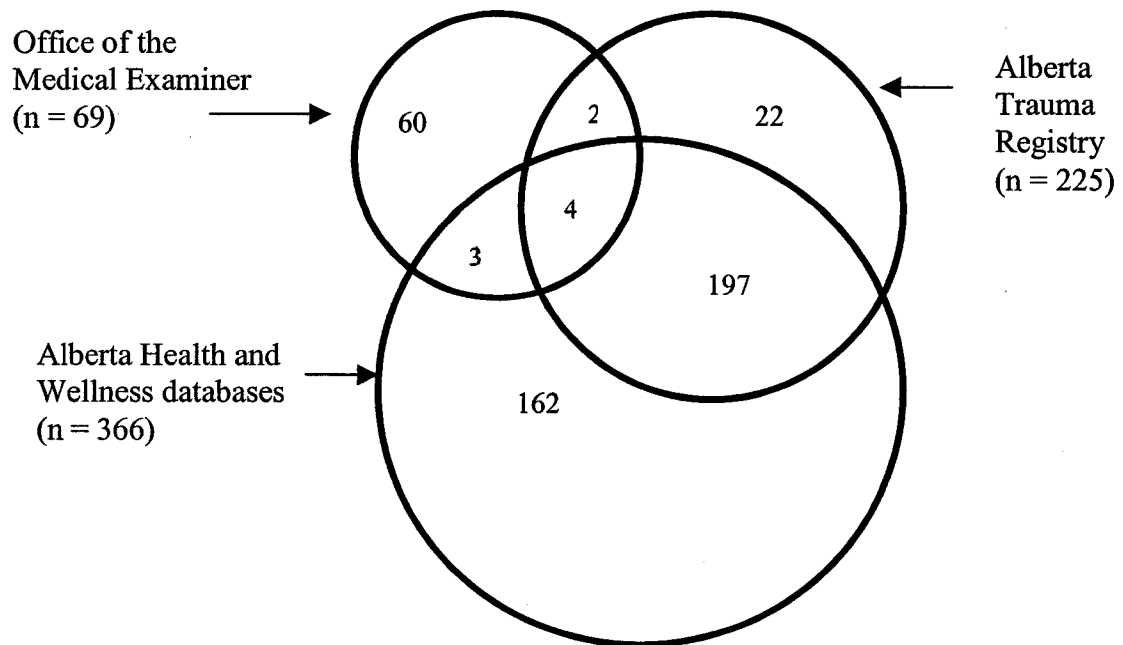 Office of the
Medical Examiner
(n = 69)
60
2
22
Alberta
Trauma
Registry
(n = 225)
4
3
197
Alberta Health and
Wellness databases
(n = 366)
162